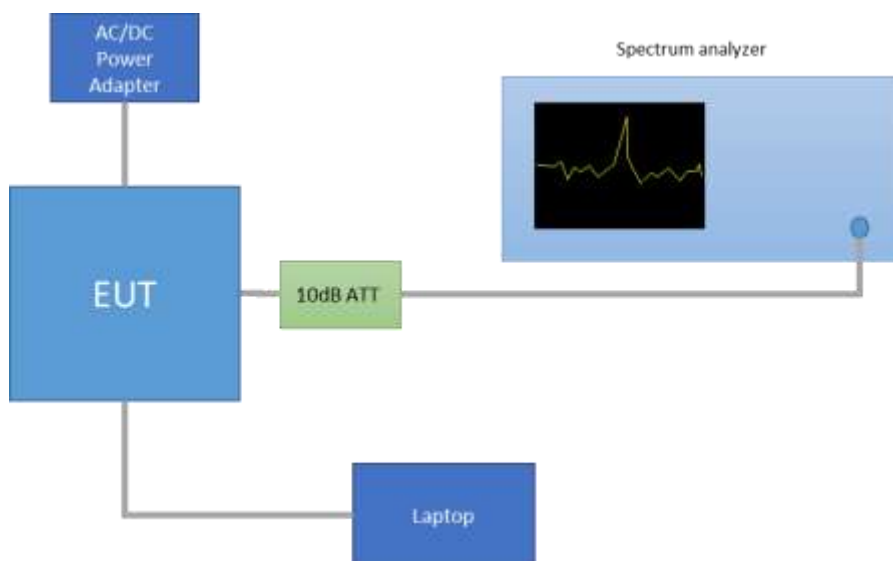 AC/DC
Power
Adapter
Spectrum analyzer
EUT
10dB ATT
Laptop